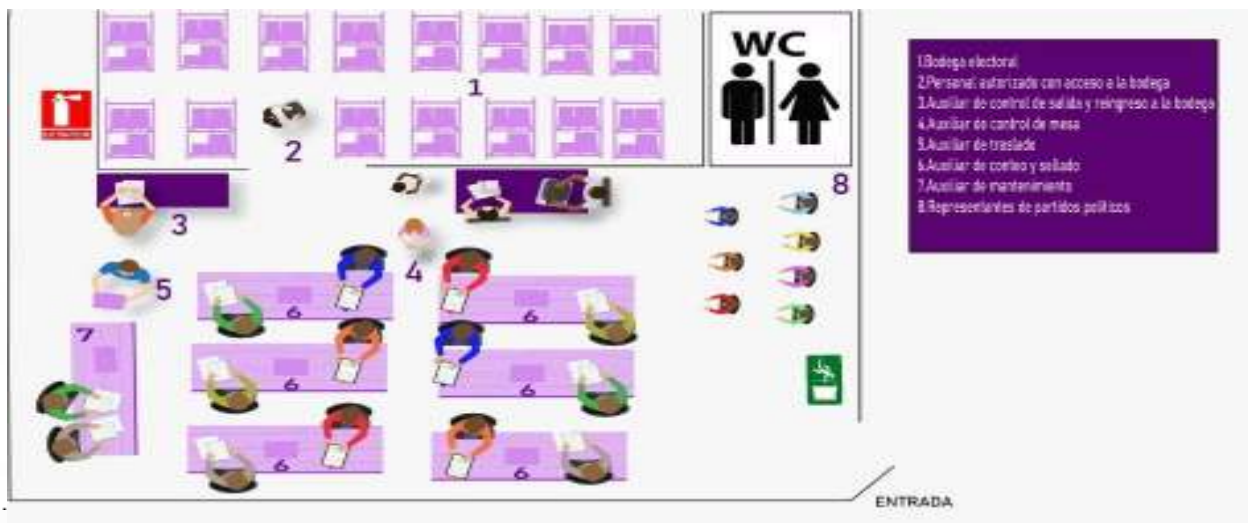 WC
1
2
8
3
4
5
7
6
6
6
6
6
6
1.Bodega electoral
2.Personal autorizado con acceso a la bodega
3.Auxiliar de control de salida y reingreso a la bodega
4.Auxiliar de control de mesa
5.Auxiliar de traslado
6.Auxiliar de conteo y sellado
7.Auxiliar de mantenimiento
8.Representantes de partidos políticos
ENTRADA